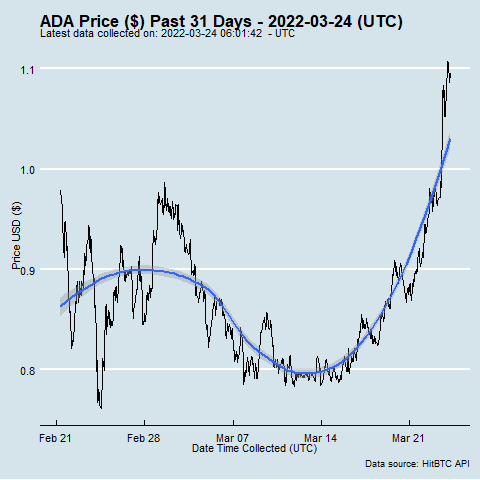 ADA Price ($) Past 31 Days - 2022-03-24 (UTC)
Latest data collected on: 2022-03-24 06:01:42 - UTC
Price USD ($)
1.1
1.0
0.9
0.8
Feb 21 Feb 28 Mar 07 Mar 14 Mar 21
Date Time Collected (UTC)
Data source: HitBTC API